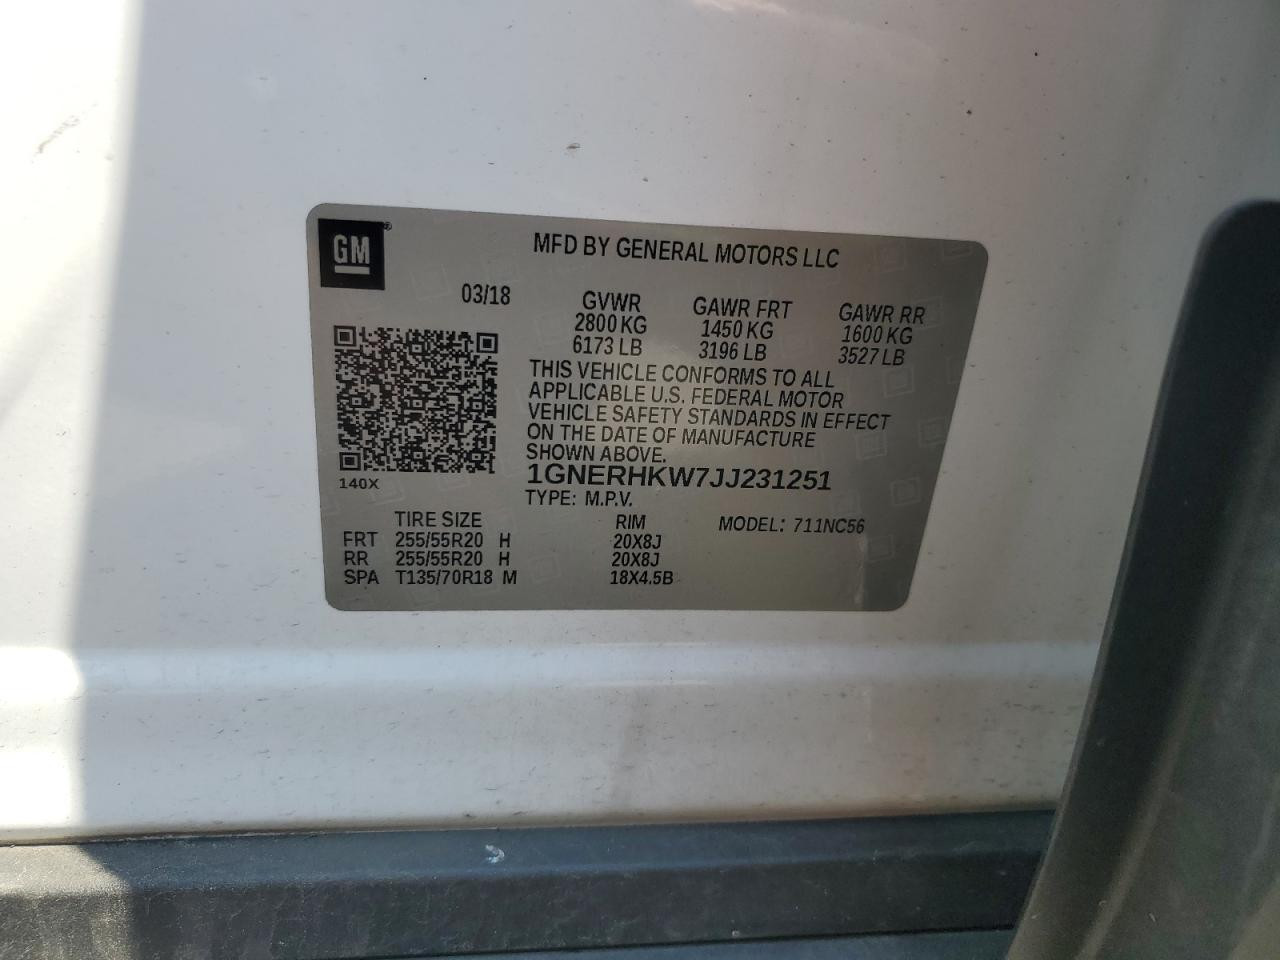 GM®
MFD BY GENERAL MOTORS LLC
03/18 GVWR GAWR FRT GAWR RR
2800 KG 1450 KG 1600 KG
6173 LB 3196 LB 3527 LB
THIS VEHICLE CONFORMS TO ALL
APPLICABLE U.S. FEDERAL MOTOR
VEHICLE SAFETY STANDARDS IN EFFECT
ON THE DATE OF MANUFACTURE
SHOWN ABOVE.
1GNERHKW7JJ231251
140X
TYPE: M.P.V.
TIRE SIZE RIM MODEL: 711NC56
FRT 255/55R20 H 20X8J
RR 255/55R20 H 20X8J
SPA T135/70R18 M 18X4.5B